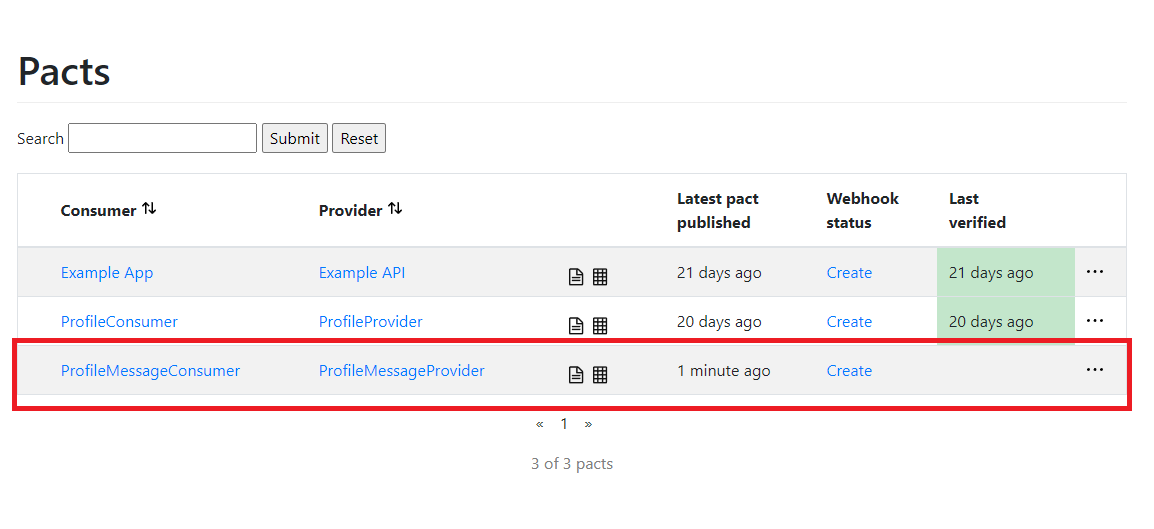 Pacts
Search Submit Reset
Consumer Provider Latest pact published Webhook status Last verified
Example App Example API 21 days ago Create 21 days ago ...
ProfileConsumer ProfileProvider 20 days ago Create 20 days ago ...
ProfileMessageConsumer ProfileMessageProvider 1 minute ago Create ...
« 1 »
3 of 3 pacts